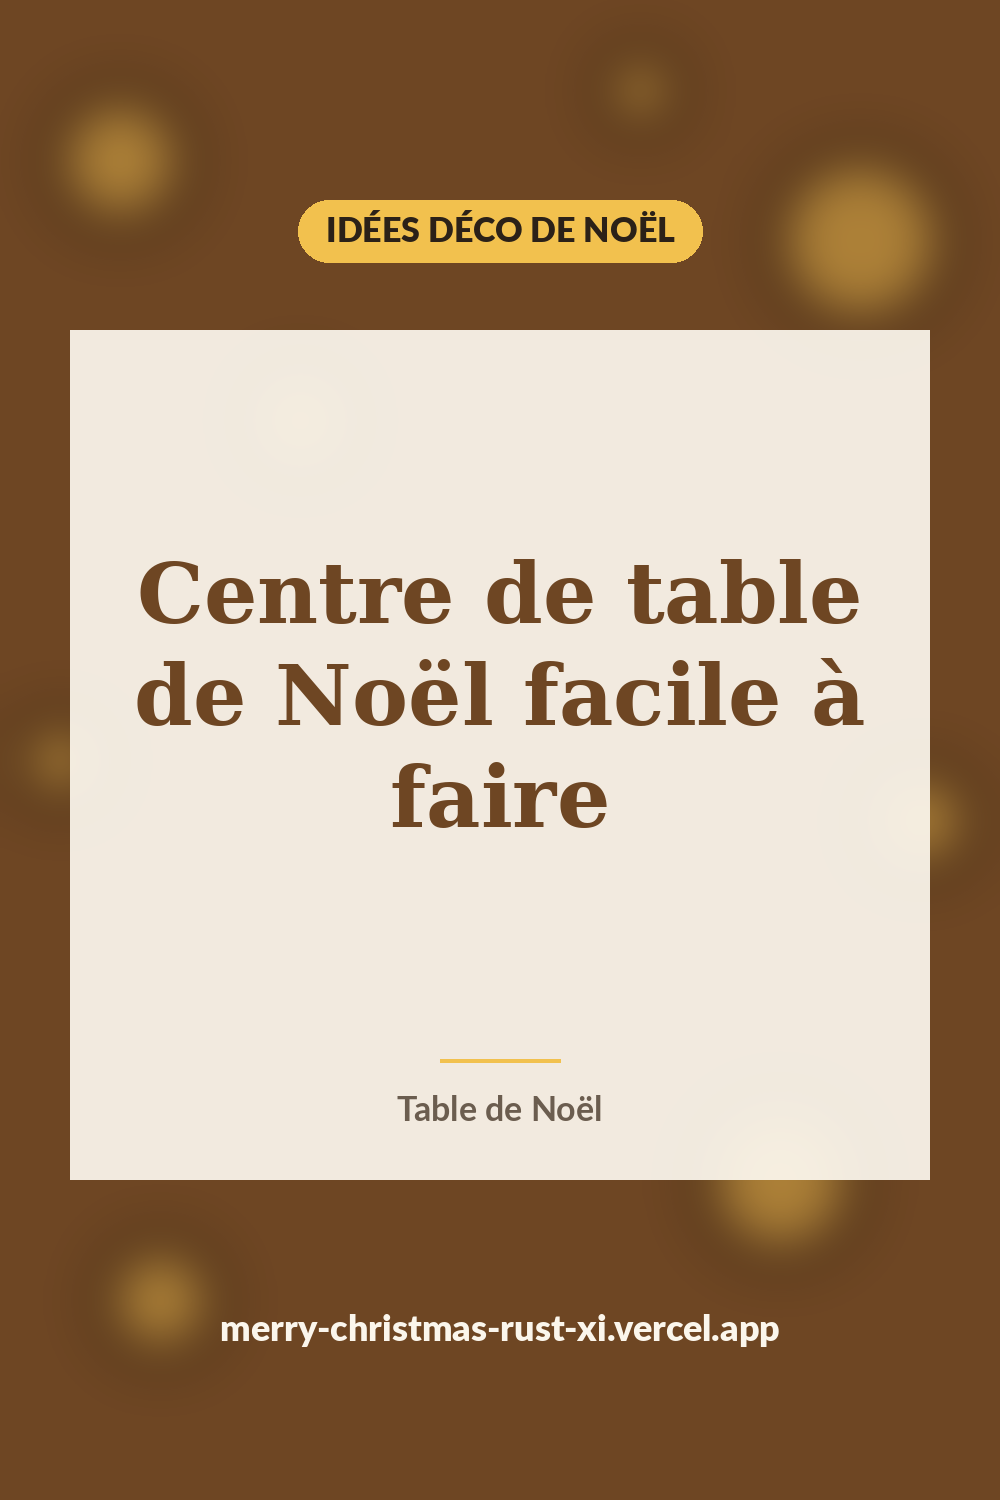 IDÉES DÉCO DE NOËL
Centre de table
de Noël facile à
faire
Table de Noël
merry-christmas-rust-xi.vercel.app